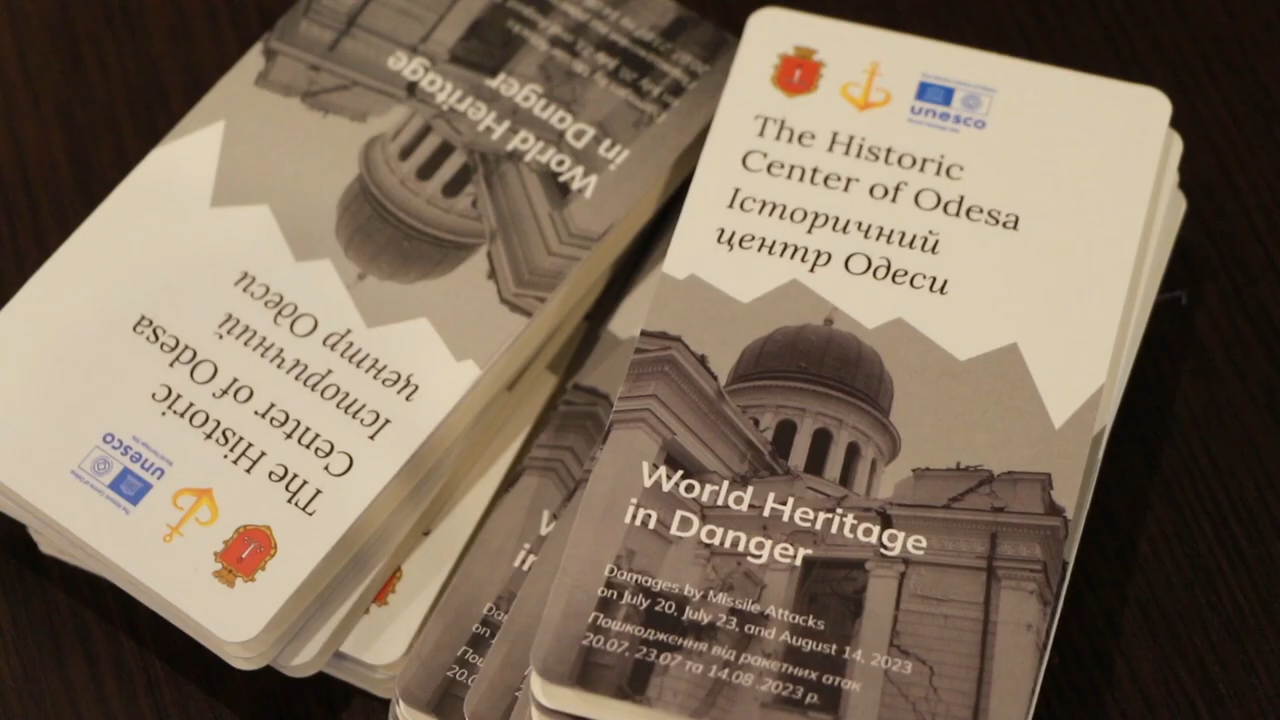 unesco
The Historic
Center of Odesa
Історичний
центр Одеси
World Heritage
in Danger
Damages by Missile Attacks
on July 20, July 23, and August 14, 2023
Пошкодження від ракетних атак
20.07, 23.07 та 14.08 .2023 р.
World Heritage
in Danger
The Historic
Center of Odesa
Історичний
центр Одеси
unesco